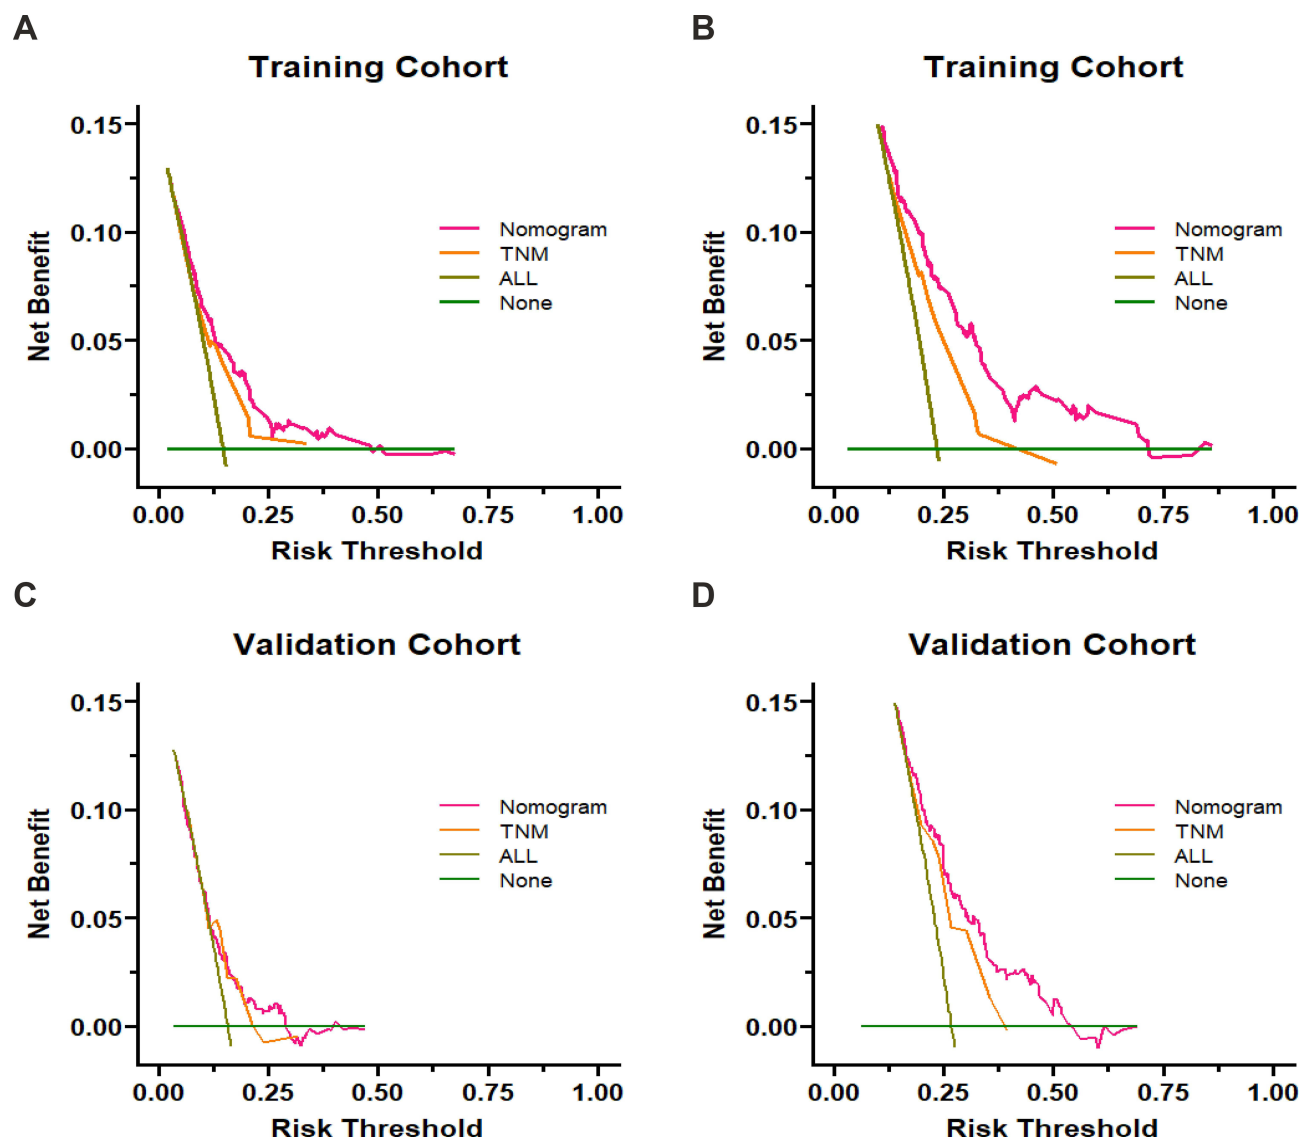 A
Training Cohort
0.15
0.10
0.05
0.00
Net Benefit
Nomogram
TNM
ALL
None
0.00 0.25 0.50 0.75 1.00
Risk Threshold
B
Training Cohort
0.15
0.10
0.05
0.00
Net Benefit
Nomogram
TNM
ALL
None
0.00 0.25 0.50 0.75 1.00
Risk Threshold
C
Validation Cohort
0.15
0.10
0.05
0.00
Net Benefit
Nomogram
TNM
ALL
None
0.00 0.25 0.50 0.75 1.00
Risk Threshold
D
Validation Cohort
0.15
0.10
0.05
0.00
Net Benefit
Nomogram
TNM
ALL
None
0.00 0.25 0.50 0.75 1.00
Risk Threshold